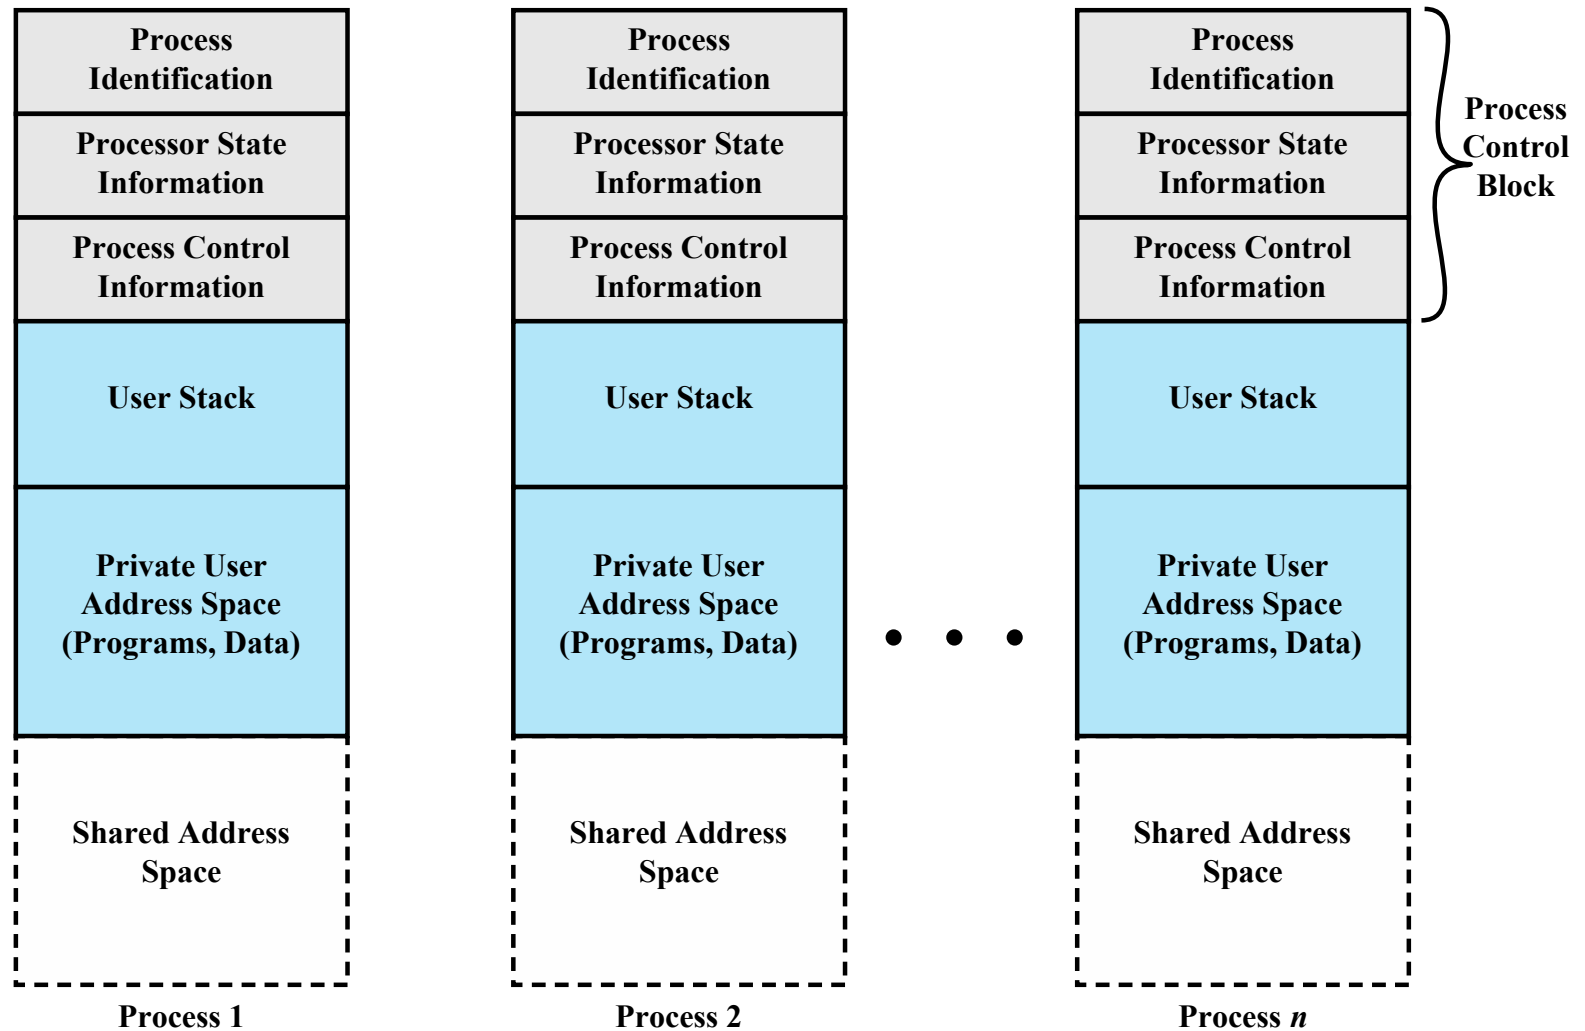 Process
Identification
Processor State
Information
Process Control
Information
User Stack
Private User
Address Space
(Programs, Data)
Shared Address
Space
Process 1
Process
Identification
Processor State
Information
Process Control
Information
User Stack
Private User
Address Space
(Programs, Data)
Shared Address
Space
Process 2
• • •
Process
Identification
Processor State
Information
Process Control
Information
User Stack
Private User
Address Space
(Programs, Data)
Shared Address
Space
Process n
Process
Control
Block